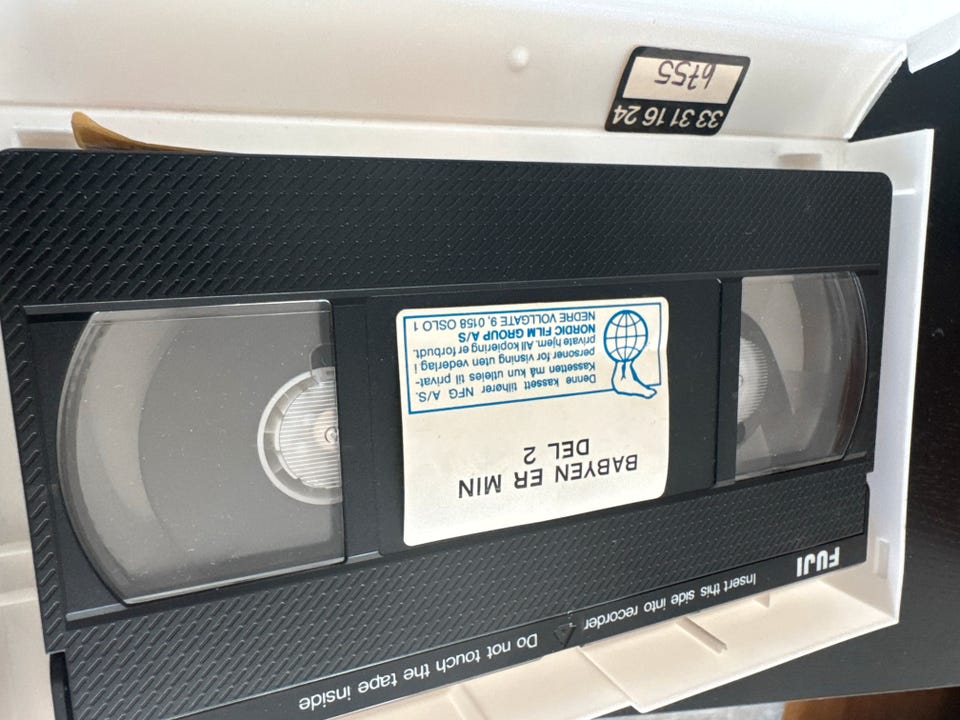 BABYEN ER MIN
DEL 2
Denne kassett tilhører NFG A/S.
Kassetten må kun utleies til privat-
personer for visning uten vederlag i
private hjem. All kopiering er forbudt.
NORDIC FILM GROUP A/S
NEDRE VOLLGATE 9, 0158 OSLO 1
FUJI
Insert this side into recorder
Do not touch the tape inside
33 31 16 24
6755